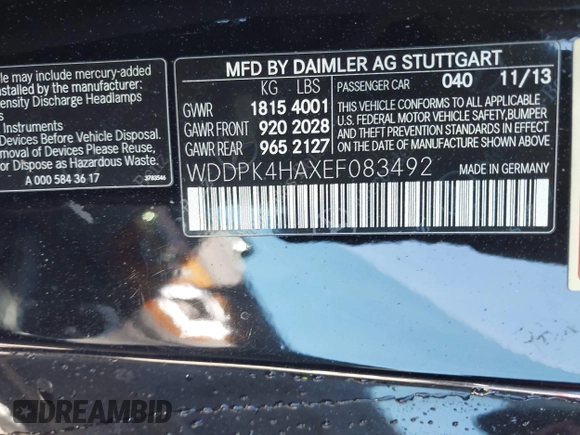 le may include mercury-added
nstalled by the manufacturer:
ensity Discharge Headlamps
s
Instruments
Devices Before Vehicle Disposal.
moval of Devices Please Reuse,
or Dispose as Hazardous Waste.
A 000 584 36 17
3783546
MFD BY DAIMLER AG STUTTGART
KG LBS
GVWR 1815 4001
GAWR FRONT 920 2028
GAWR REAR 965 2127
PASSENGER CAR 040 11/13
THIS VEHICLE CONFORMS TO ALL APPLICABLE
U.S. FEDERAL MOTOR VEHICLE SAFETY,BUMPER
AND THEFT PREVENTION STANDARDS IN EFFECT
ON THE DATE OF MANUFACTURE SHOWN ABOVE.
WDDPK4HAXEF083492 MADE IN GERMANY
DREAMBID